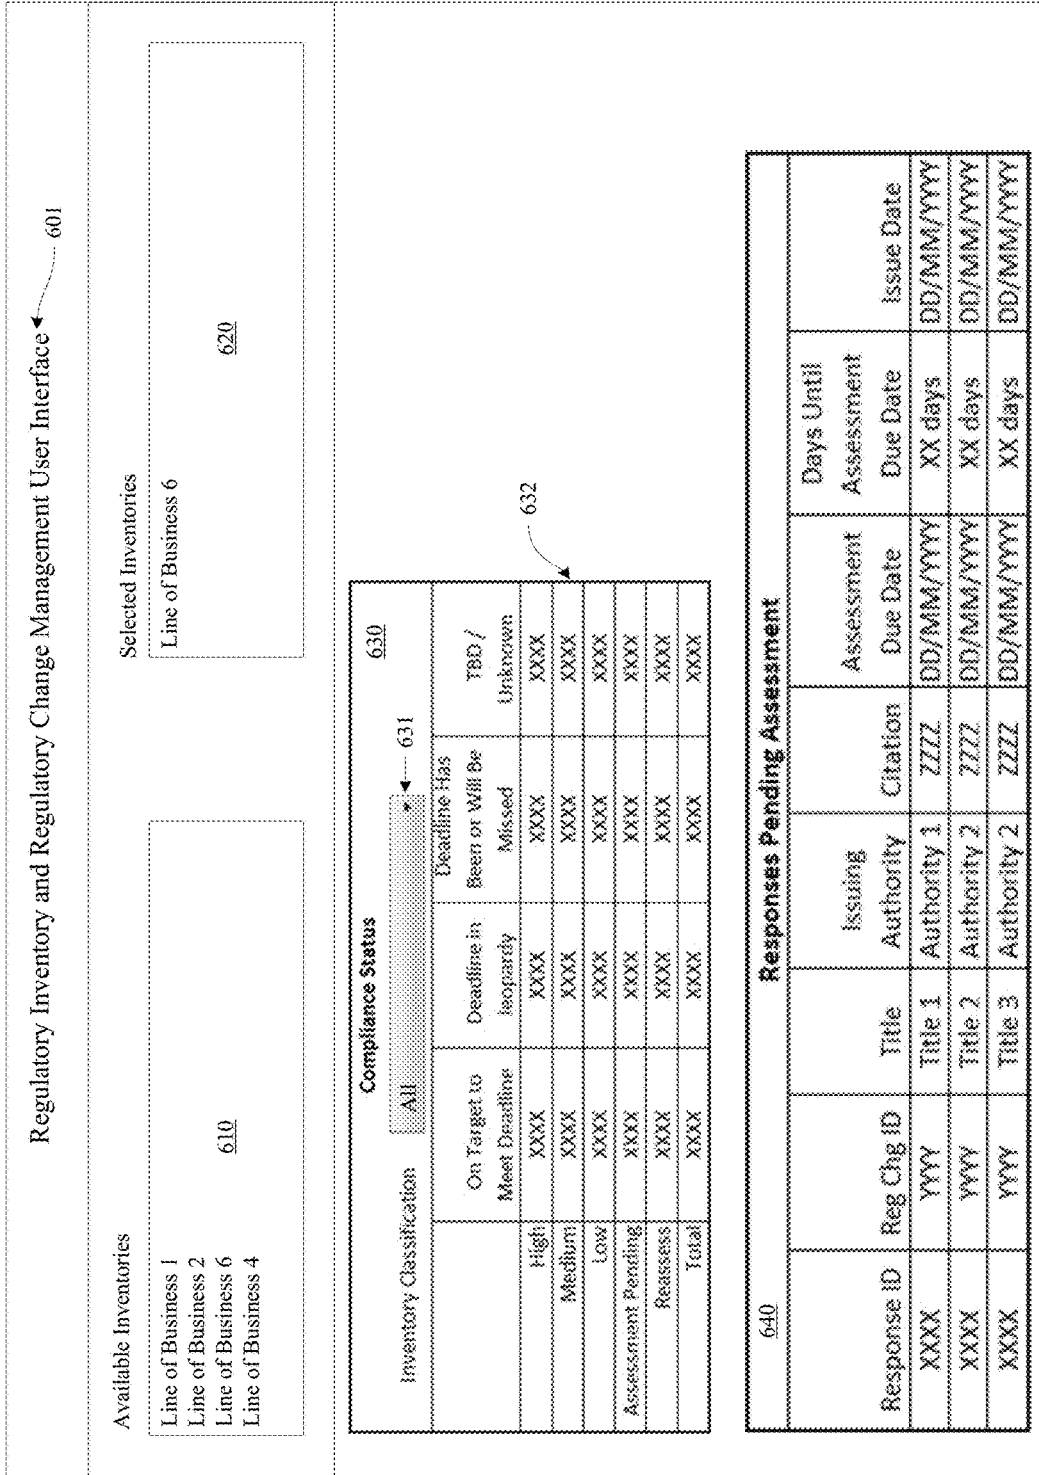 Regulatory Inventory and Regulatory Change Management User Interface 601
Available Inventories
Line of Business 1
Line of Business 2
Line of Business 6
Line of Business 4
610
Selected Inventories
Line of Business 6
620
Compliance Status 630
Inventory Classification All 631
On Target to Meet Deadline Deadline in Jeopardy Deadline Has Been or Will Be Missed TBD / Unknown
High XXXX XXXX XXXX XXXX
Medium XXXX XXXX XXXX XXXX 632
Low XXXX XXXX XXXX XXXX
Assessment Pending XXXX XXXX XXXX XXXX
Reassess XXXX XXXX XXXX XXXX
Total XXXX XXXX XXXX XXXX
640 Responses Pending Assessment
Response ID Reg Chg ID Title Issuing Authority Citation Assessment Due Date Days Until Assessment Due Date Issue Date
XXXX YYYY Title 1 Authority 1 ZZZZ DD/MM/YYYY XX days DD/MM/YYYY
XXXX YYYY Title 2 Authority 2 ZZZZ DD/MM/YYYY XX days DD/MM/YYYY
XXXX YYYY Title 3 Authority 2 ZZZZ DD/MM/YYYY XX days DD/MM/YYYY